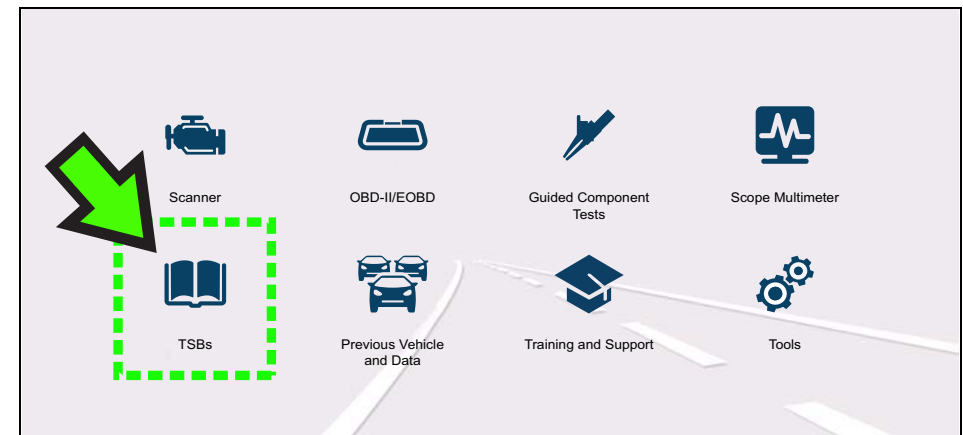 Scanner
OBD-II/EOBD
Guided Component
Tests
Scope Multimeter
TSBs
Previous Vehicle
and Data
Training and Support
Tools